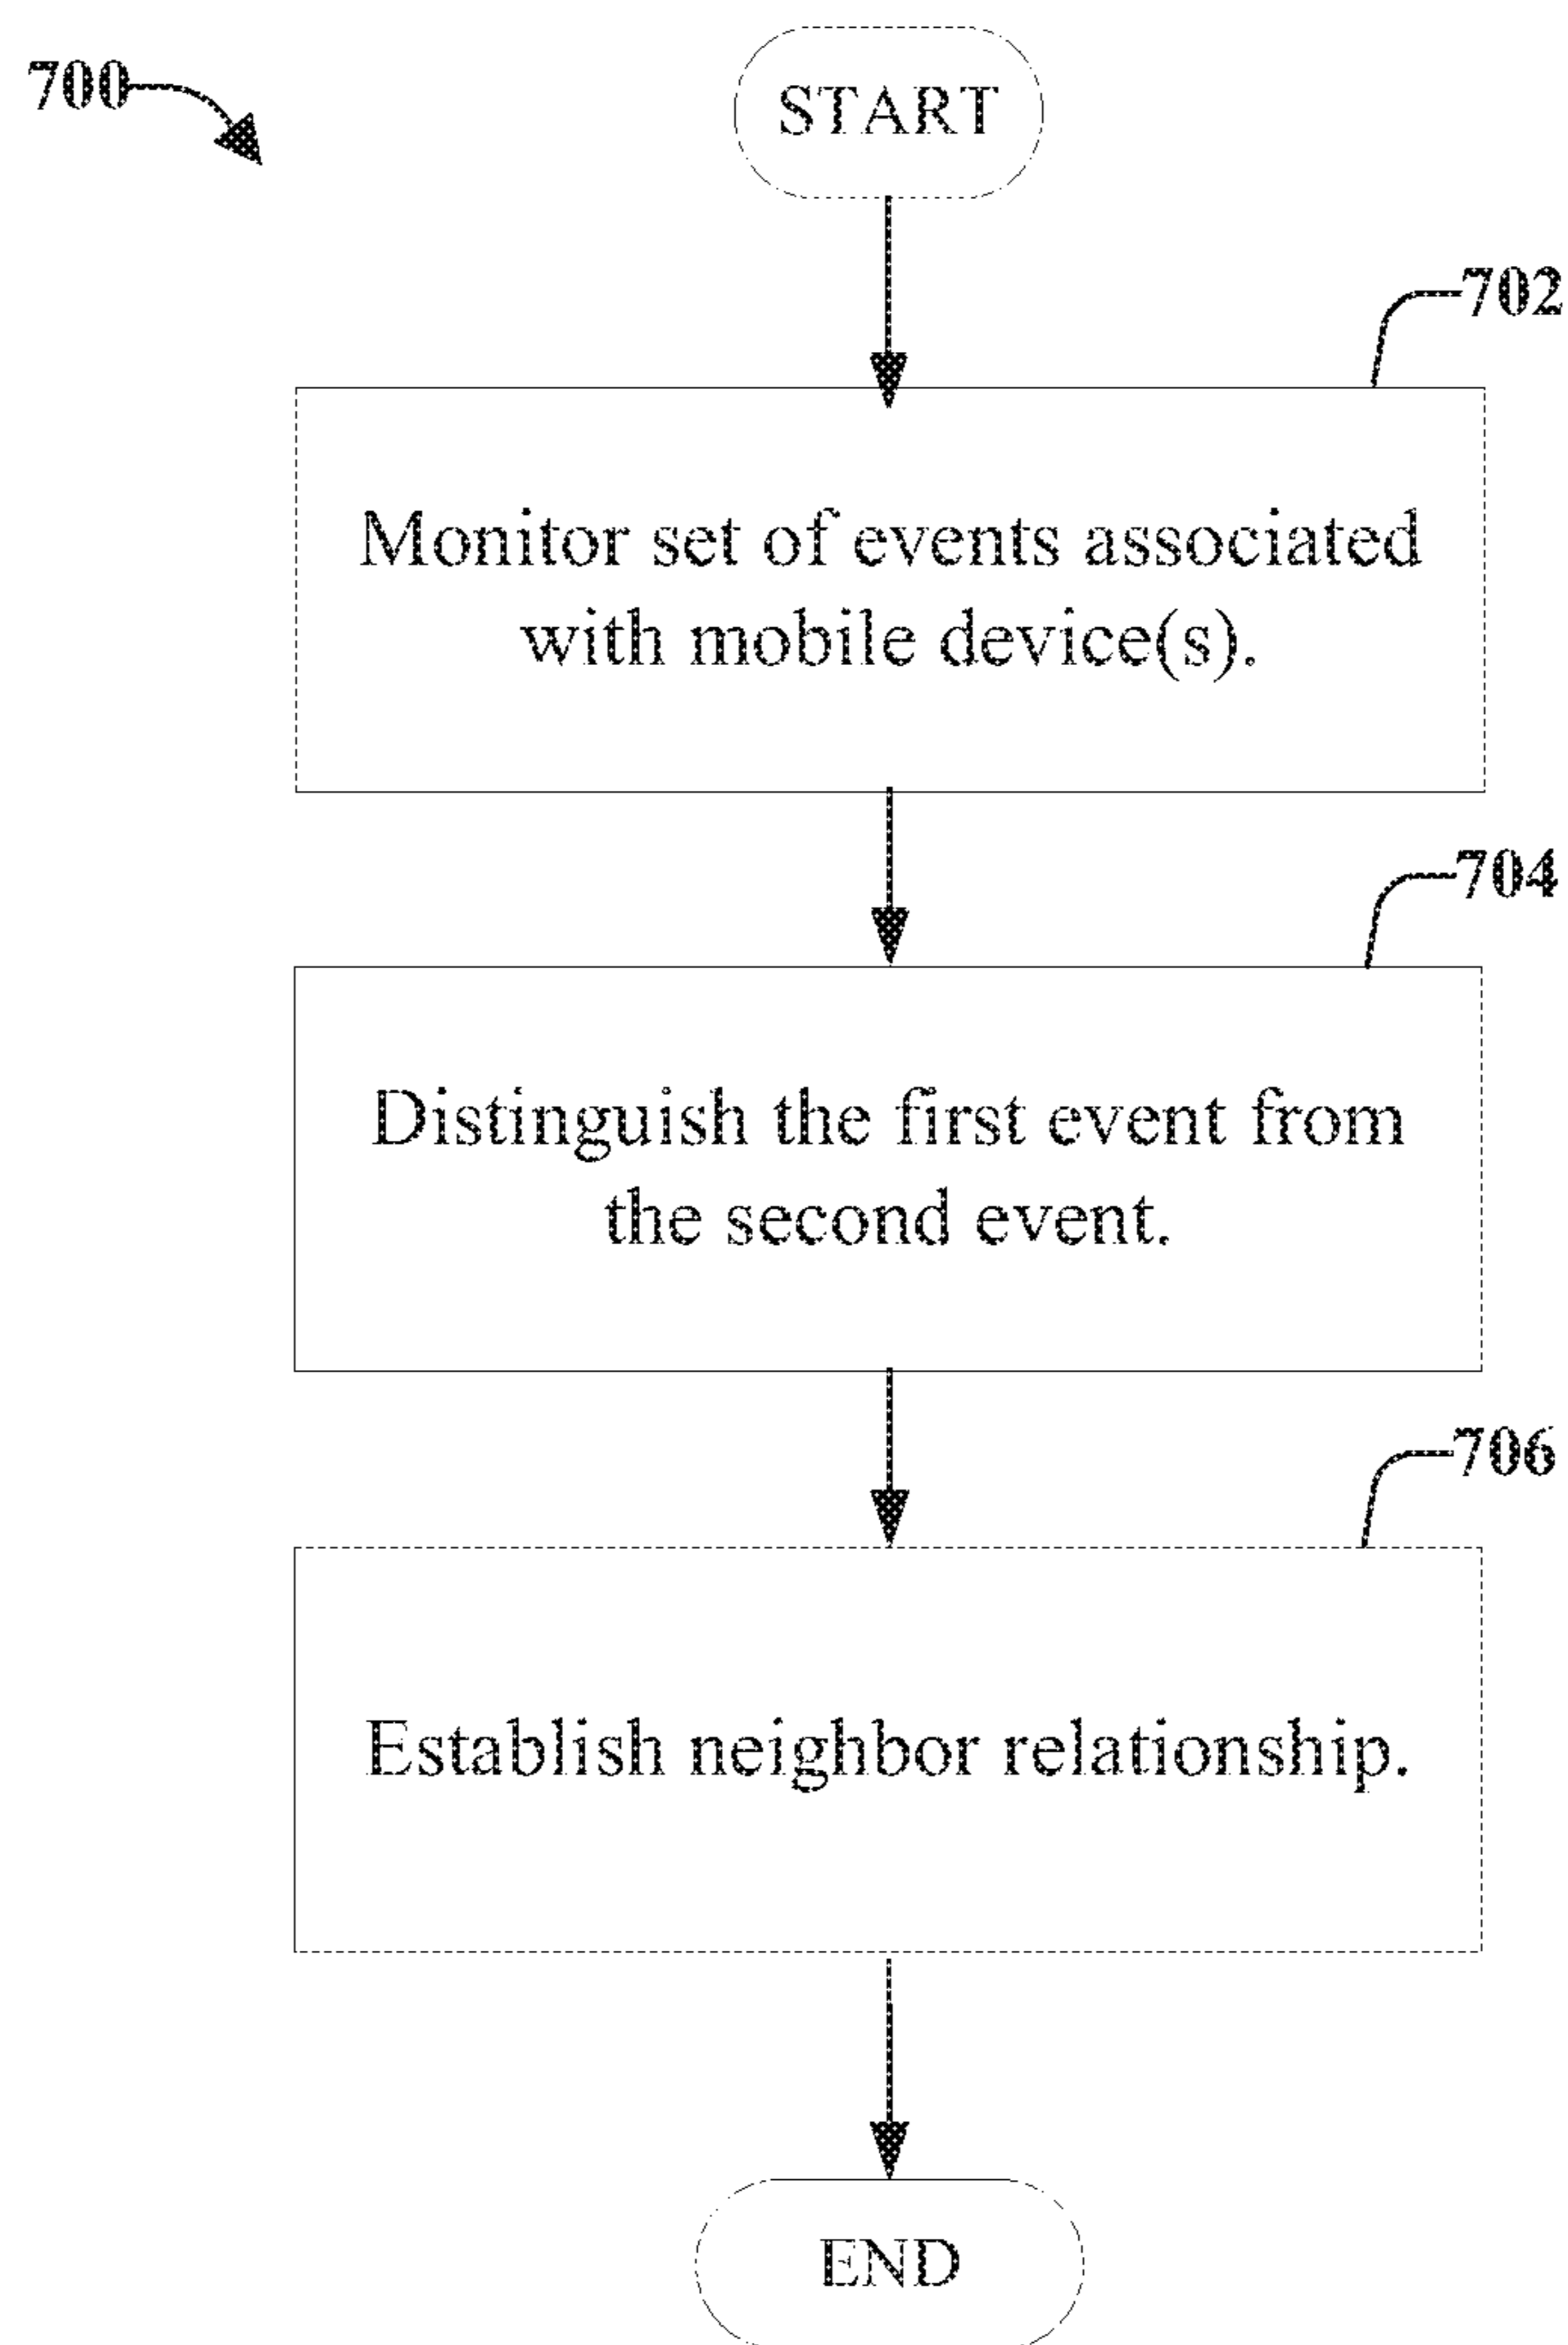 700
START
702
Monitor set of events associated
with mobile device(s).
704
Distinguish the first event from
the second event.
706
Establish neighbor relationship.
END